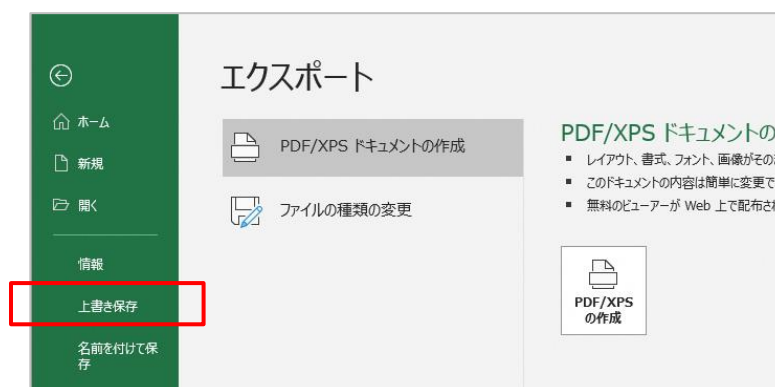 エクスポート
ホーム
新規
開く
情報
上書き保存
名前を付けて保
存
PDF/XPS ドキュメントの作成
ファイルの種類の変更
PDF/XPS ドキュメントの
レイアウト、書式、フォント、画像がその
このドキュメントの内容は簡単に変更で
無料のビューアーが Web 上で配布さ
PDF/XPS
の作成